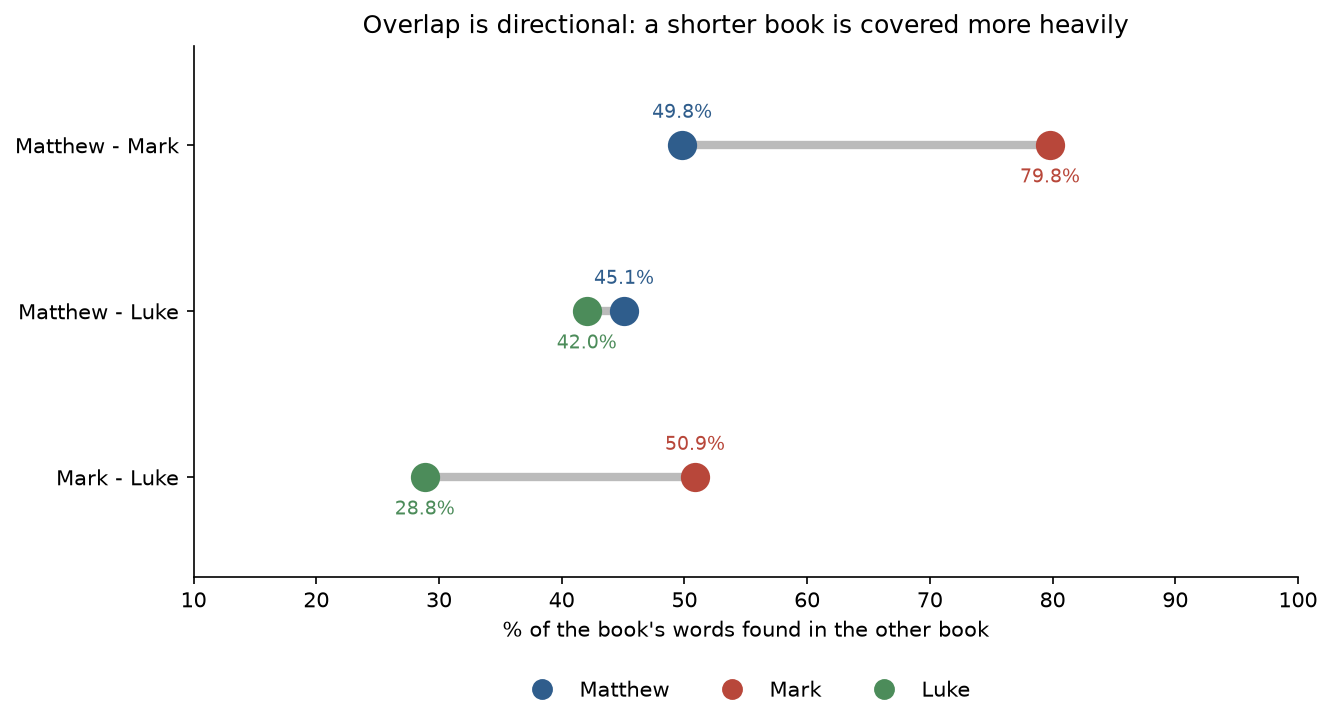 Overlap is directional: a shorter book is covered more heavily
49.8%
Matthew - Mark
79.8%
45.1%
Matthew - Luke
42.0%
50.9%
Mark - Luke
28.8%
10 20 30 40 50 60 70 80 90 100
% of the book's words found in the other book
Matthew Mark Luke